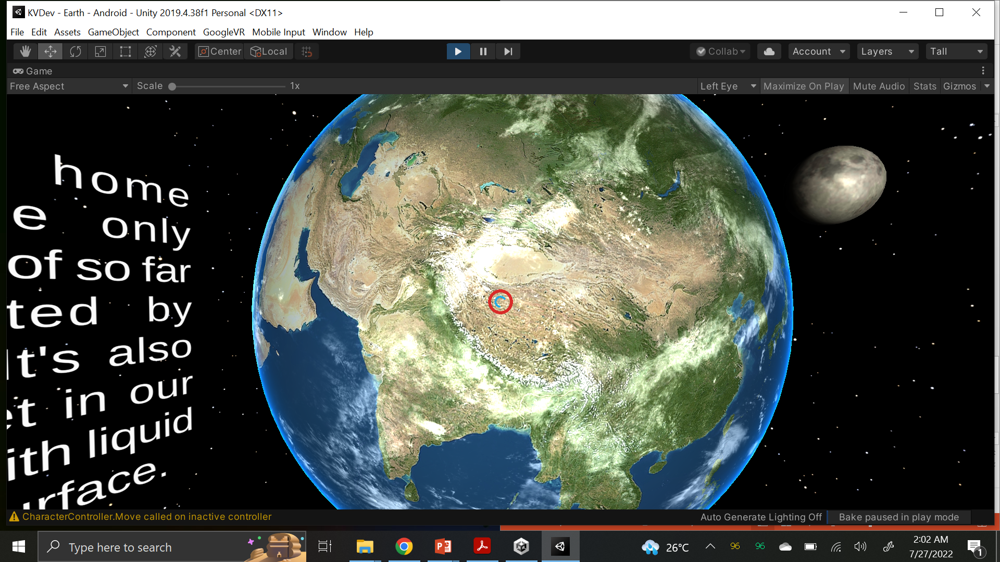 KVDev - Earth - Android - Unity 2019.4.38f1 Personal <DX11>
File Edit Assets GameObject Component GoogleVR Mobile Input Window Help
Center Local Collab Account Layers Tall
Game
Free Aspect Scale 1x Left Eye Maximize On Play Mute Audio Stats Gizmos
home
e only
of so far
ted by
It's also
et in our
ith liquid
urface.
CharacterController.Move called on inactive controller Auto Generate Lighting Off Bake paused in play mode
Type here to search 26°C 96 96 2:02 AM
7/27/2022 1